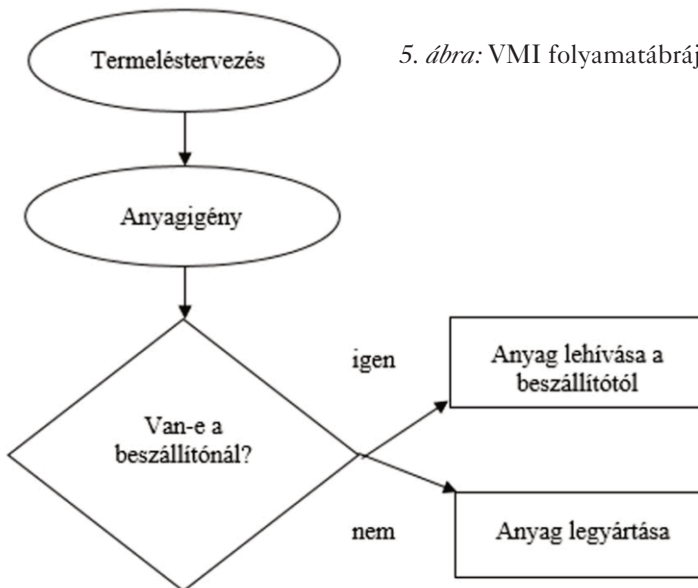 Termeléstervezés
5. ábra: VMI folyamatábráj
Anyagigény
igen
Anyag lehívása a
beszállítótól
Van-e a
beszállítónál?
nem
Anyag legyártása